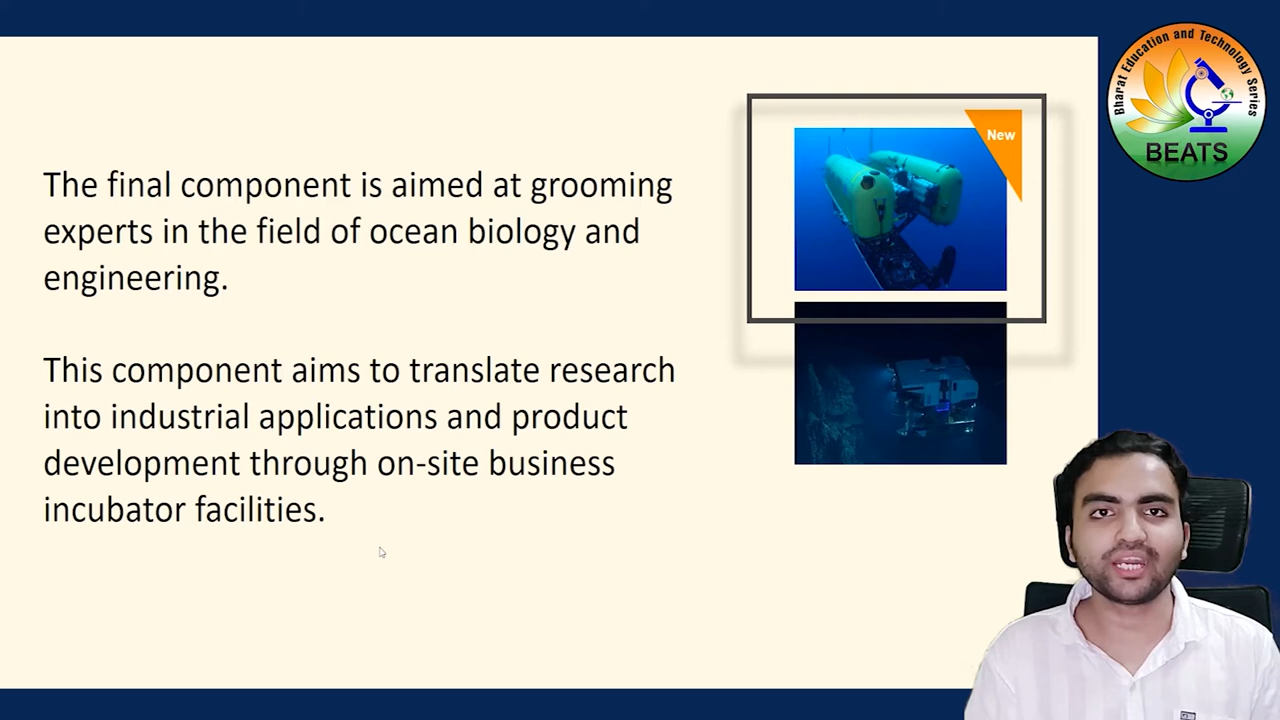 The final component is aimed at grooming
experts in the field of ocean biology and
engineering.
This component aims to translate research
into industrial applications and product
development through on-site business
incubator facilities.
New
Bharat Education and Technology Series
BEATS